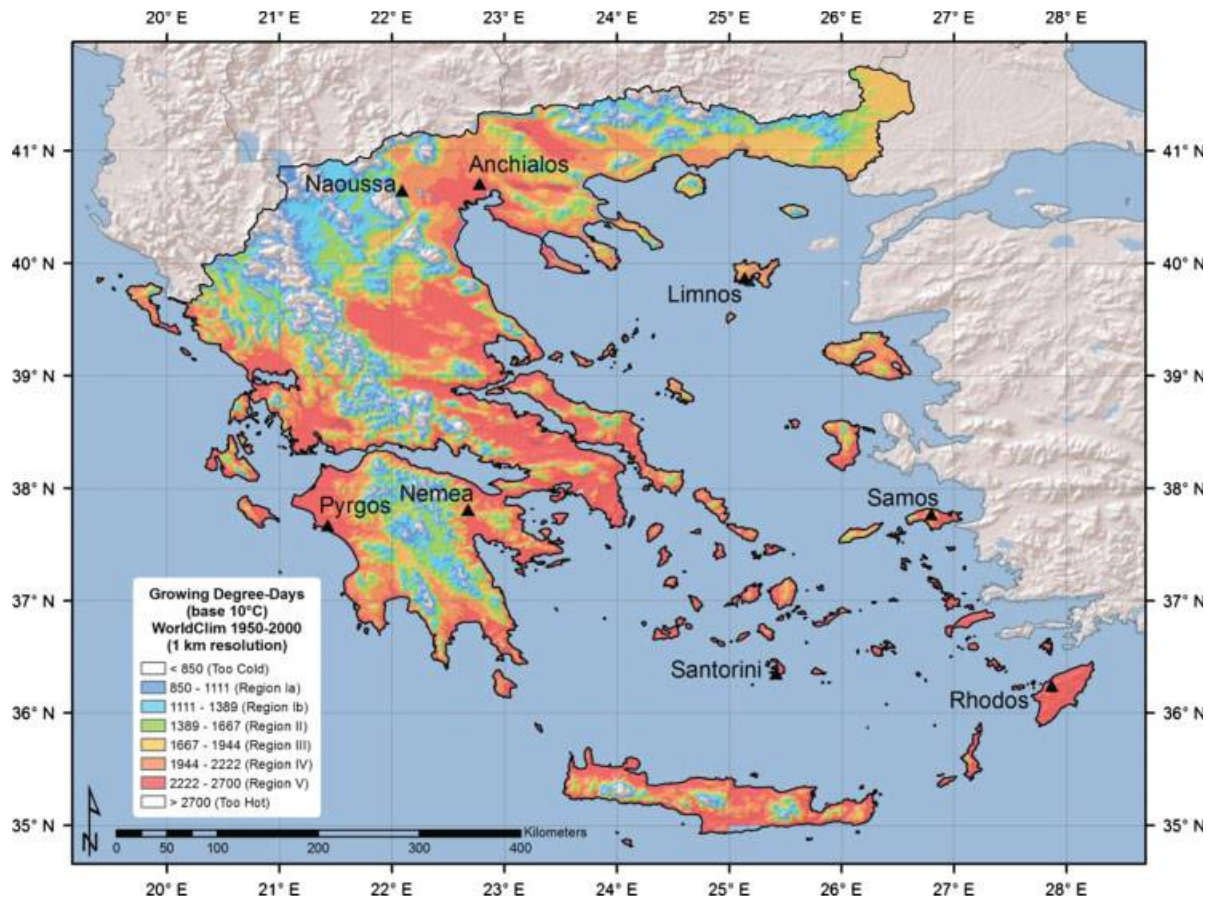 20° E 21° E 22° E 23° E 24° E 25° E 26° E 27° E 28° E
41° N 41° N
Anchialos
Naoussa
40° N 40° N
Limnos
39° N 39° N
38° N 38° N
Nemea Samos
Pyrgos
37° N 37° N
Growing Degree-Days
(base 10°C)
WorldClim 1950-2000
(1 km resolution)
< 850 (Too Cold)
850 - 1111 (Region Ia)
1111 - 1389 (Region Ib)
1389 - 1667 (Region II)
1667 - 1944 (Region III)
1944 - 2222 (Region IV)
2222 - 2700 (Region V)
> 2700 (Too Hot)
Santorini
Rhodos
36° N 36° N
35° N 35° N
N
Kilometers
0 50 100 200 300 400
20° E 21° E 22° E 23° E 24° E 25° E 26° E 27° E 28° E